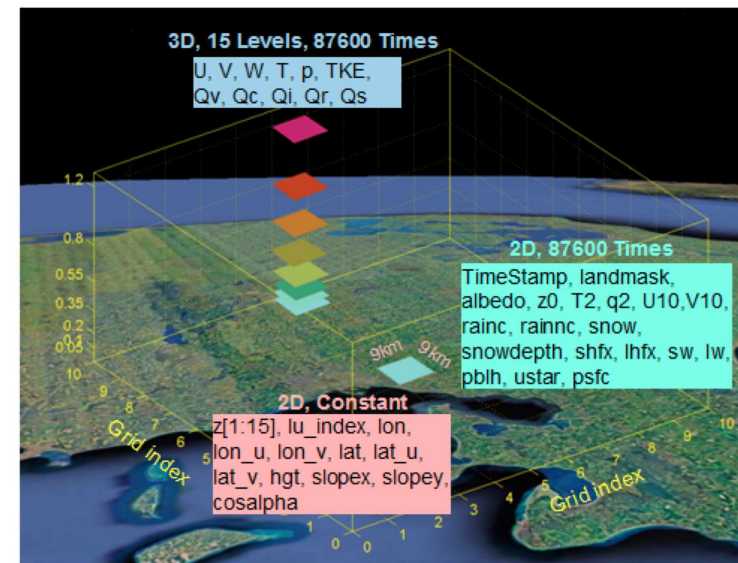 3D, 15 Levels, 87600 Times
U, V, W, T, p, TKE,
Qv, Qc, Qi, Qr, Qs
1.2
0.8
0.55
0.35
0.2
0.1
0.05
2D, 87600 Times
TimeStamp, landmask,
albedo, z0, T2, q2, U10,V10,
rainc, rainnc, snow,
snowdepth, shfx, lhfx, sw, lw,
pblh, ustar, psfc
9km 9km
2D, Constant
z[1:15], lu_index, lon,
lon_u, lon_v, lat, lat_u,
lat_v, hgt, slopex, slopey,
cosalpha
10
9
8
7
6
5
1
0
Grid index
0
1
2
3
4
5
6
7
8
9
10
Grid index